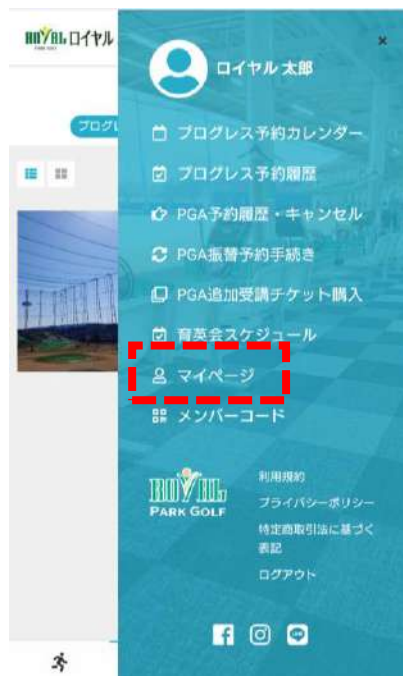 ROYAL ロイヤル
PARK GOLF
×
ロイヤル 太郎
プログレ
プログレス予約カレンダー
プログレス予約履歴
PGA予約履歴・キャンセル
PGA振替予約手続き
PGA追加受講チケット購入
育英会スケジュール
マイページ
メンバーコード
ROYAL
PARK GOLF
利用規約
プライバシーポリシー
特定商取引法に基づく
表記
ログアウト